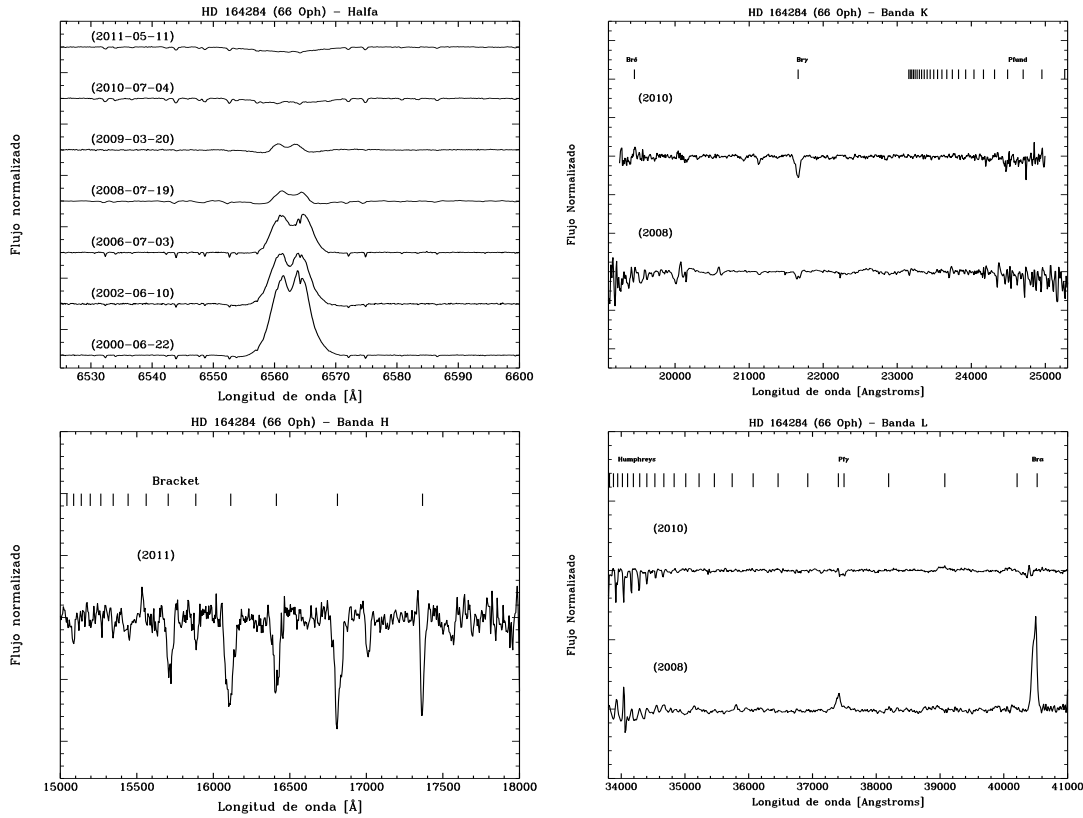 HD 164284 (66 Oph) – Halfa
(2011–05–11)
(2010–07–04)
(2009–03–20)
(2008–07–19)
(2006–07–03)
(2002–06–10)
(2000–06–22)
Flujo normalizado
6530 6540 6550 6560 6570 6580 6590 6600
Longitud de onda [Å]
HD 164284 (66 Oph) – Banda K
Brδ Brγ Pfund
(2010)
(2008)
Flujo Normalizado
20000 21000 22000 23000 24000 25000
Longitud de onda [Angstroms]
HD 164284 (66 Oph) – Banda H
Bracket
(2011)
Flujo normalizado
15000 15500 16000 16500 17000 17500 18000
Longitud de onda [Å]
HD 164284 (66 Oph) – Banda L
Humphreys Pfγ Brα
(2010)
(2008)
Flujo Normalizado
34000 35000 36000 37000 38000 39000 40000 41000
Longitud de onda [Angstroms]